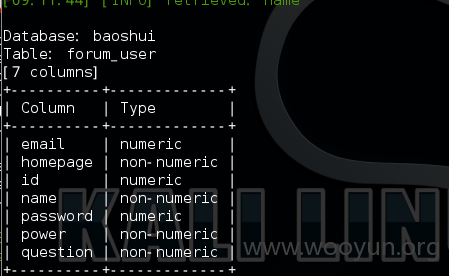 [09:11:44] [INFO] retrieved: name
Database: baoshui
Table: forum_user
[7 columns]
+----------+-------------+
| Column | Type |
+----------+-------------+
| email | numeric |
| homepage | non-numeric |
| id | numeric |
| name | non-numeric |
| password | numeric |
| power | non-numeric |
| question | non-numeric |
+----------+-------------+
KALI LIN
www.wooyun.org